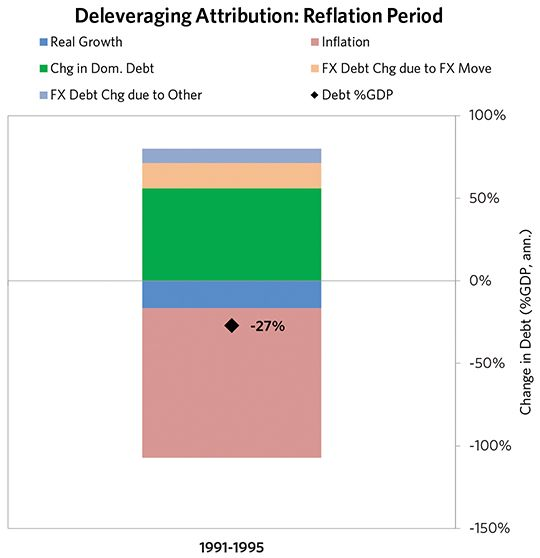 Deleveraging Attribution: Reflation Period
Real Growth
Inflation
Chg in Dom. Debt
FX Debt Chg due to FX Move
FX Debt Chg due to Other
Debt %GDP
100%
50%
0%
-50%
-100%
-150%
Change in Debt (%GDP, ann.)
-27%
1991-1995